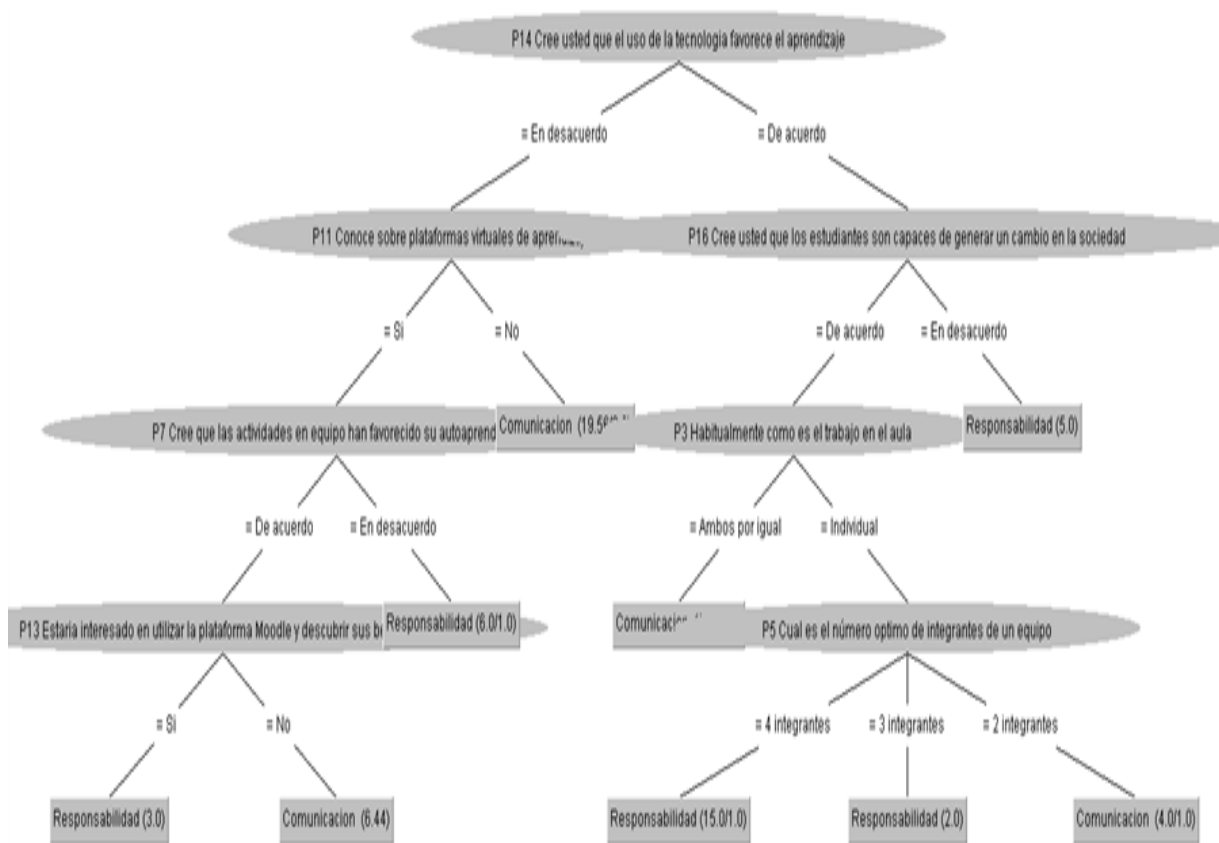 P14 Cree usted que el uso de la tecnologia favorece el aprendizaje
= En desacuerdo
= De acuerdo
P11 Conoce sobre plataformas virtuales de
P16 Cree usted que los estudiantes son capaces de generar un cambio en la sociedad
= Si
= No
= De acuerdo
= En desacuerdo
P7 Cree que las actividades en equipo han favorecido su
Comunicacion
P3 Habitualmente como es el trabajo en el aula
Responsabilidad (5.0)
= De acuerdo
= En desacuerdo
= Ambos por igual
= Individual
P13 Estaria interesado en utilizar la plataforma Moodle y descubrir sus
Responsabilidad (6.0/1.0)
P5 Cual es el número optimo de integrantes de un equipo
= Si
= No
= 4 integrantes
= 3 integrantes
= 2 integrantes
Responsabilidad (3.0)
Comunicacion (6.44)
Responsabilidad (15.0/1.0)
Responsabilidad (2.0)
Comunicacion (4.0/1.0)